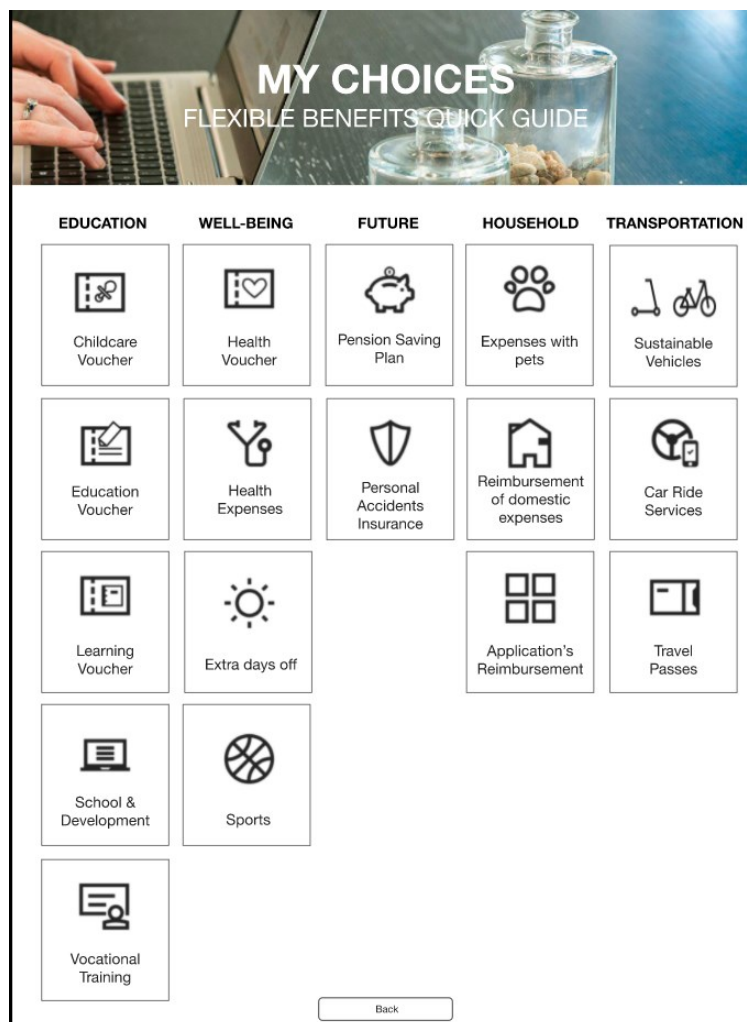 MY CHOICES
FLEXIBLE BENEFITS QUICK GUIDE
EDUCATION
Childcare
Voucher
Education
Voucher
Learning
Voucher
School &
Development
Vocational
Training
WELL-BEING
Health
Voucher
Health
Expenses
Extra days off
Sports
FUTURE
Pension Saving
Plan
Personal
Accidents
Insurance
HOUSEHOLD
Expenses with
pets
Reimbursement
of domestic
expenses
Application's
Reimbursement
TRANSPORTATION
Sustainable
Vehicles
Car Ride
Services
Travel
Passes
Back